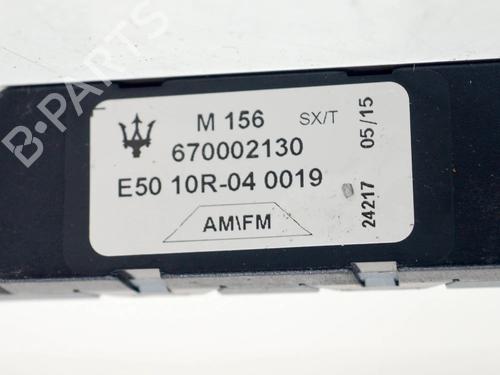 B-PARTS
M 156 SX/T
670002130
E50 10R-04 0019
AM\FM
24217 05/15